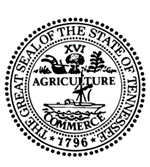 THE GREAT SEAL OF THE STATE OF TENNESSEE
XVI
AGRICULTURE
COMMERCE
1796